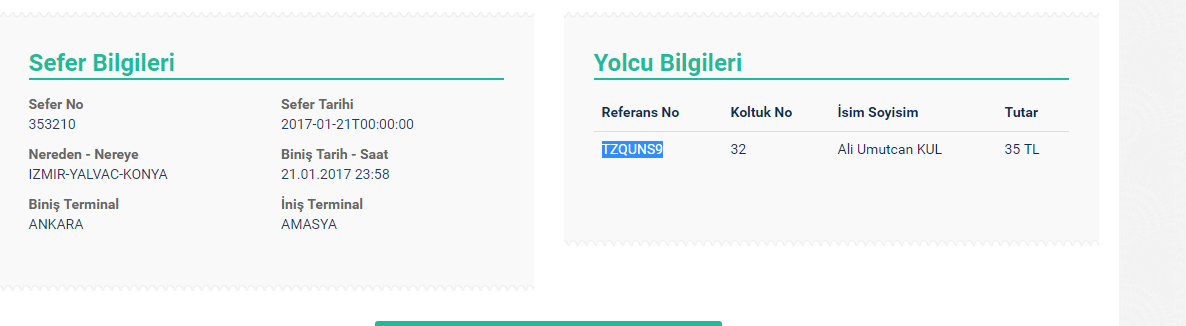 Sefer Bilgileri
Sefer No Sefer Tarihi
353210 2017-01-21T00:00:00
Nereden - Nereye Biniş Tarih - Saat
IZMIR-YALVAC-KONYA 21.01.2017 23:58
Biniş Terminal İniş Terminal
ANKARA AMASYA
Yolcu Bilgileri
Referans No Koltuk No İsim Soyisim Tutar
TZQUNS9 32 Ali Umutcan KUL 35 TL